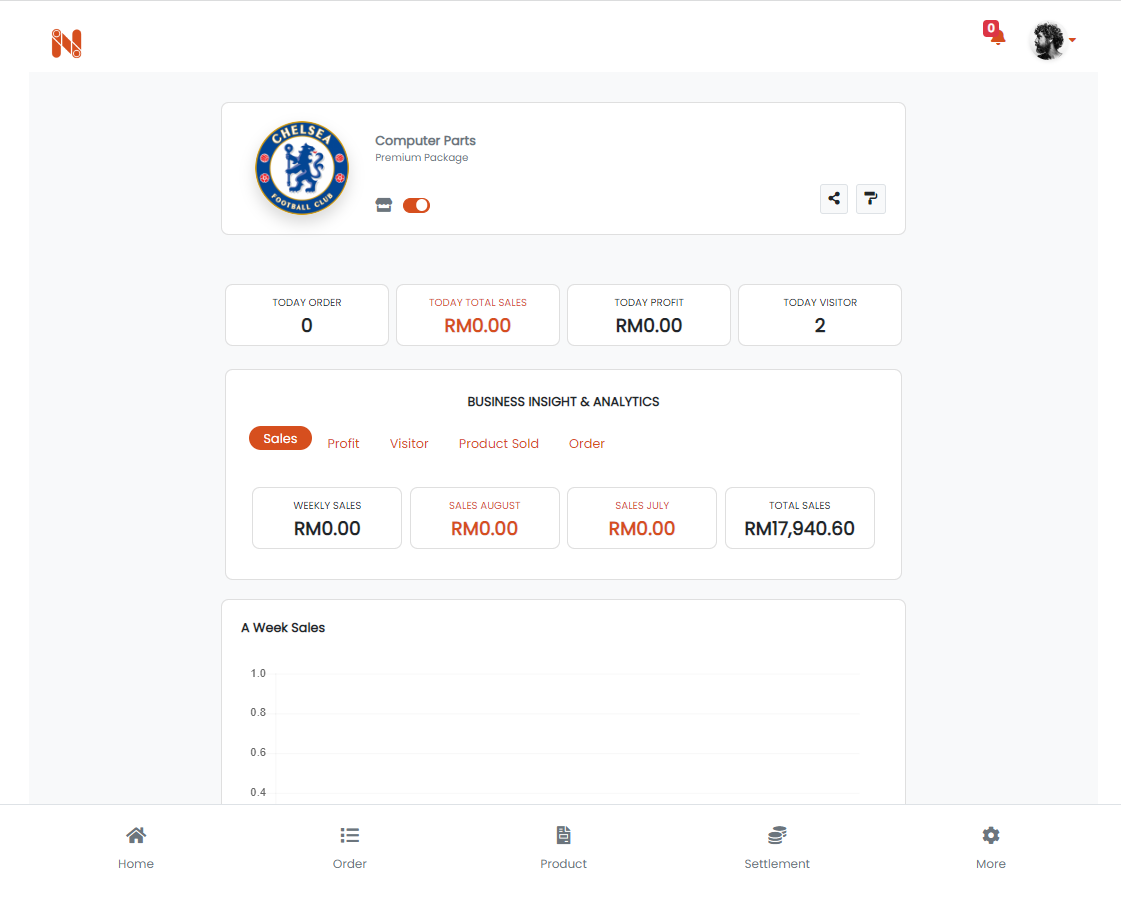 0
CHELSEA
FOOTBALL CLUB
Computer Parts
Premium Package
TODAY ORDER
0
TODAY TOTAL SALES
RM0.00
TODAY PROFIT
RM0.00
TODAY VISITOR
2
BUSINESS INSIGHT & ANALYTICS
Sales Profit Visitor Product Sold Order
WEEKLY SALES
RM0.00
SALES AUGUST
RM0.00
SALES JULY
RM0.00
TOTAL SALES
RM17,940.60
A Week Sales
1.0
0.8
0.6
0.4
Home Order Product Settlement More